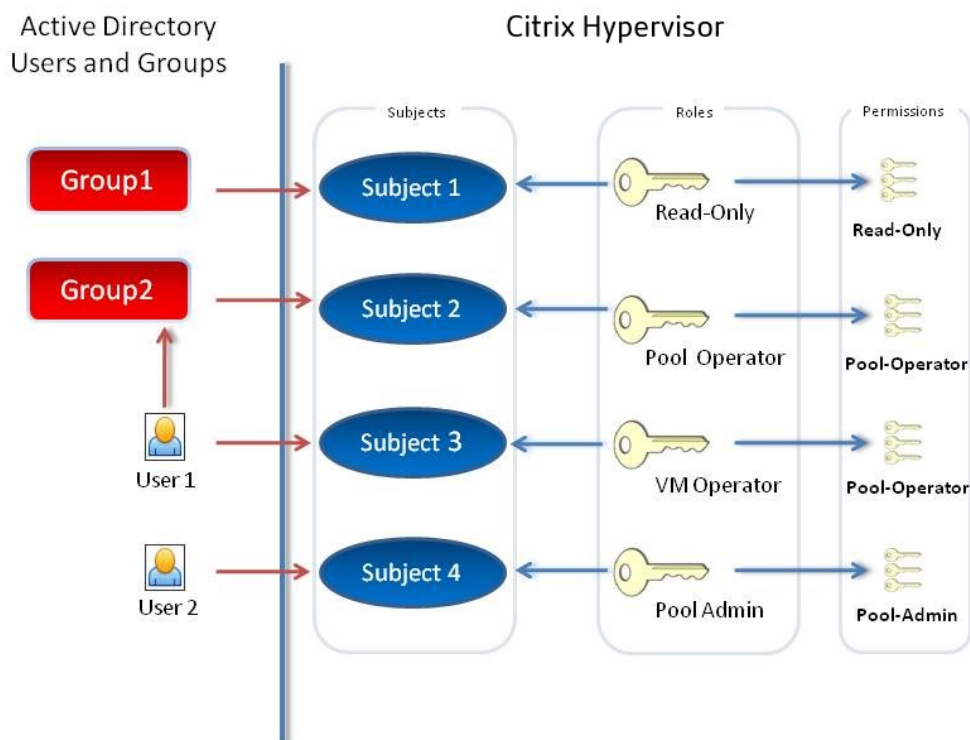 Active Directory
Users and Groups
Citrix Hypervisor
Subjects
Roles
Permissions
Group1
Subject 1
Read-Only
Read-Only
Group2
Subject 2
Pool Operator
Pool-Operator
User 1
Subject 3
VM Operator
Pool-Operator
User 2
Subject 4
Pool Admin
Pool-Admin